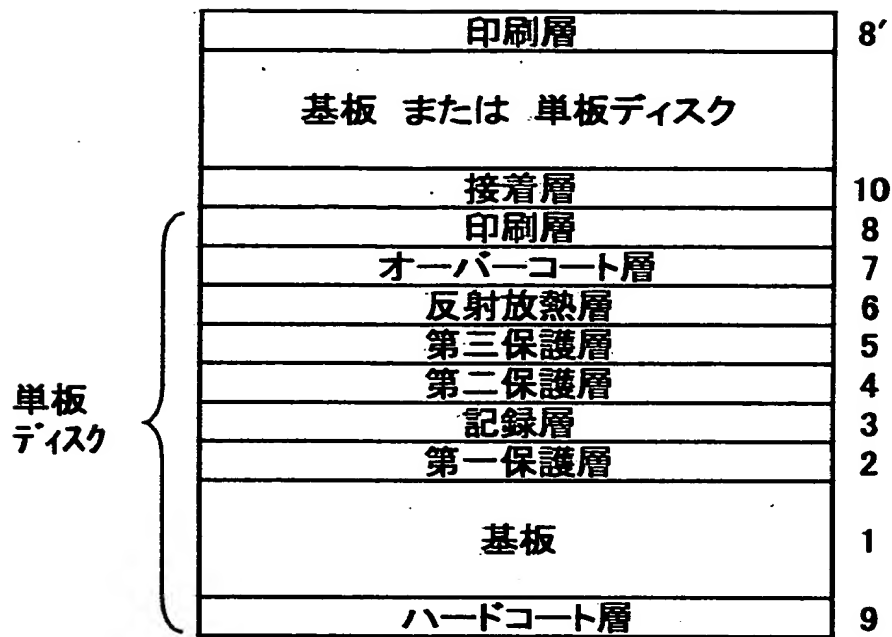 印刷層 8′
基板 または 単板ディスク
接着層 10
印刷層 8
オーバーコート層 7
反射放熱層 6
第三保護層 5
第二保護層 4
記録層 3
第一保護層 2
基板 1
ハードコート層 9
単板
ディスク